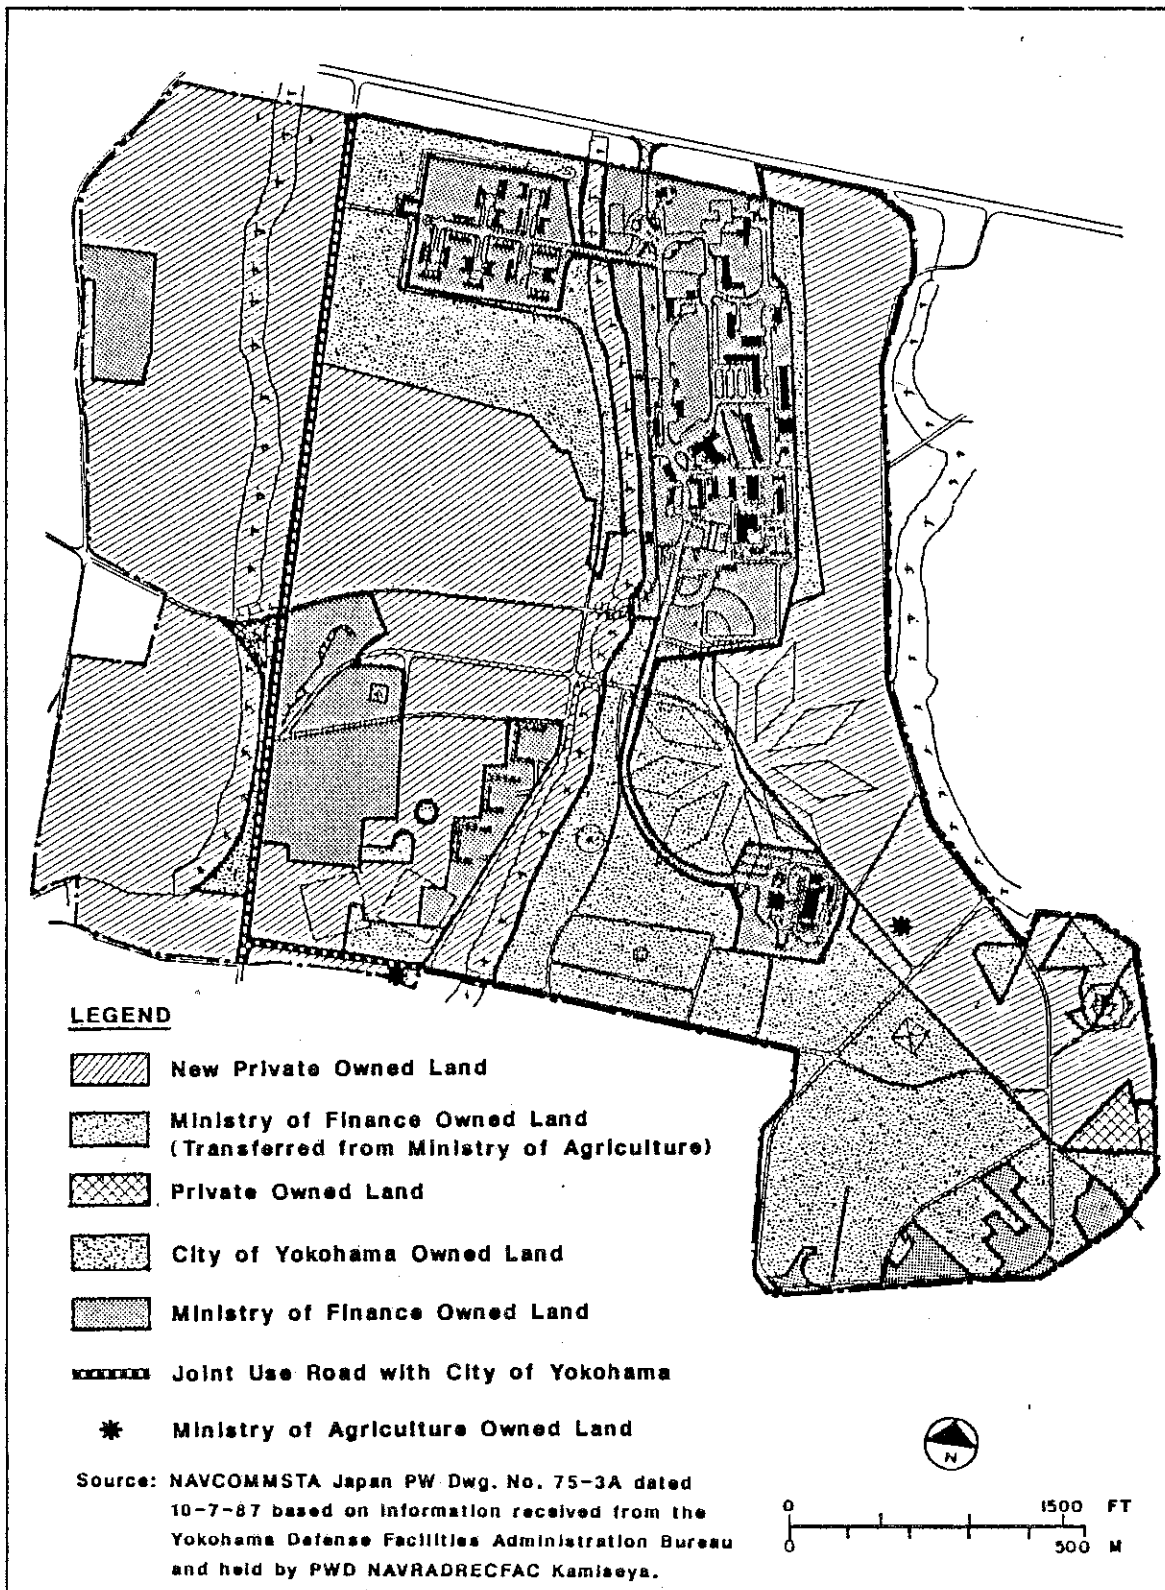 LEGEND
New Private Owned Land
Ministry of Finance Owned Land
(Transferred from Ministry of Agriculture)
Private Owned Land
City of Yokohama Owned Land
Ministry of Finance Owned Land
Joint Use Road with City of Yokohama
Ministry of Agriculture Owned Land
Source: NAVCOMMSTA Japan PW Dwg. No. 75-3A dated
10-7-87 based on information received from the
Yokohama Defense Facilities Administration Bureau
and held by PWD NAVRADRECFAC Kamiseya.
N
0 1500 FT
0 500 M